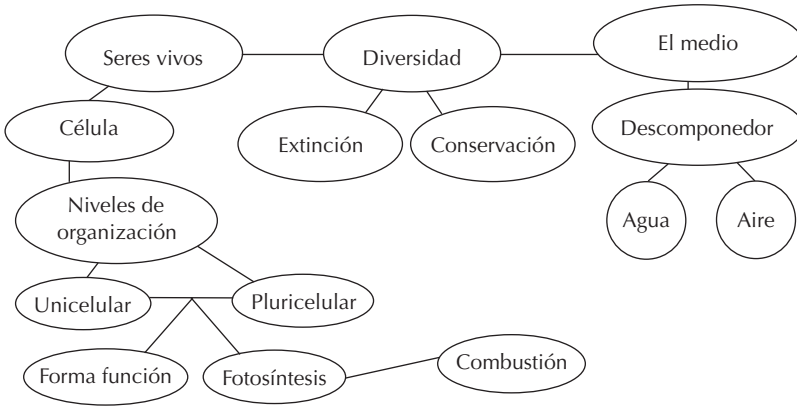 Seres vivos
Diversidad
El medio
Célula
Extinción
Conservación
Descomponedor
Niveles de
organización
Agua
Aire
Unicelular
Pluricelular
Forma función
Fotosíntesis
Combustión